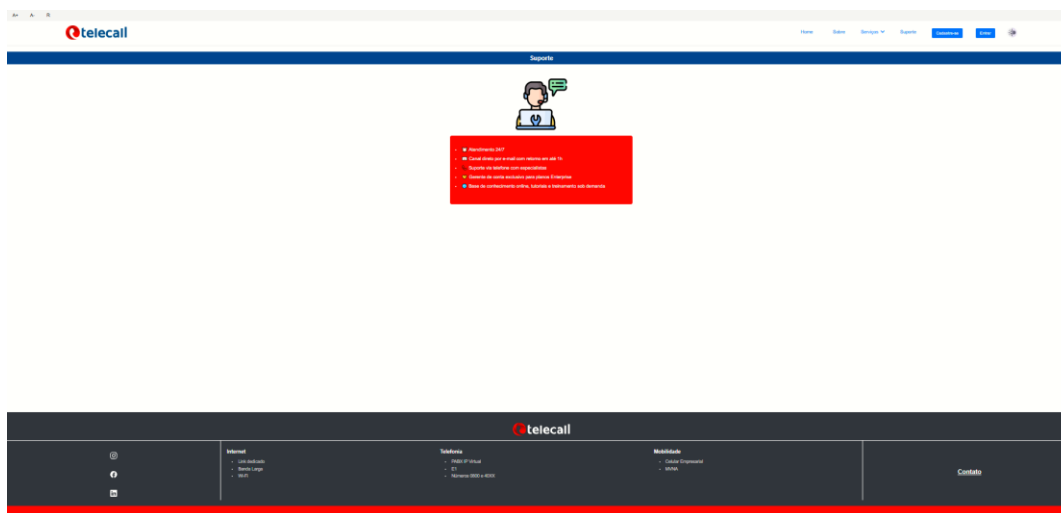 A+ A- R
telecall
Home Sobre Serviços Suporte Cadastre-se Entrar
Suporte
Atendimento 24/7
Canal direto por e-mail com retorno em até 1h
Suporte via telefone com especialistas
Gerente de conta exclusivo para planos Enterprise
Base de conhecimento online, tutoriais e treinamento sob demanda
telecall
Internet
Link dedicado
Banda Larga
Wi-Fi
Telefonia
PABX IP Virtual
E1
Números 0800 e 40XX
Mobilidade
Celular Empresarial
MVNA
Contato